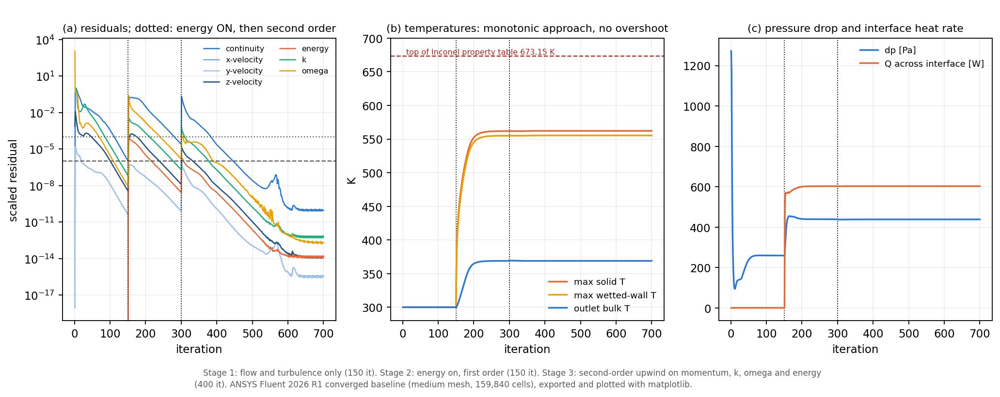 (a) residuals; dotted: energy ON, then second order
10^4
10^1
10^-2
10^-5
10^-8
10^-11
10^-14
10^-17
scaled residual
continuity
x-velocity
y-velocity
z-velocity
energy
k
omega
0 100 200 300 400 500 600 700
iteration
(b) temperatures: monotonic approach, no overshoot
700
650
600
550
500
450
400
350
300
K
top of Inconel property table 673.15 K
max solid T
max wetted-wall T
outlet bulk T
0 100 200 300 400 500 600 700
iteration
(c) pressure drop and interface heat rate
1200
1000
800
600
400
200
0
dp [Pa]
Q across interface [W]
0 100 200 300 400 500 600 700
iteration
Stage 1: flow and turbulence only (150 it). Stage 2: energy on, first order (150 it). Stage 3: second-order upwind on momentum, k, omega and energy
(400 it). ANSYS Fluent 2026 R1 converged baseline (medium mesh, 159,840 cells), exported and plotted with matplotlib.